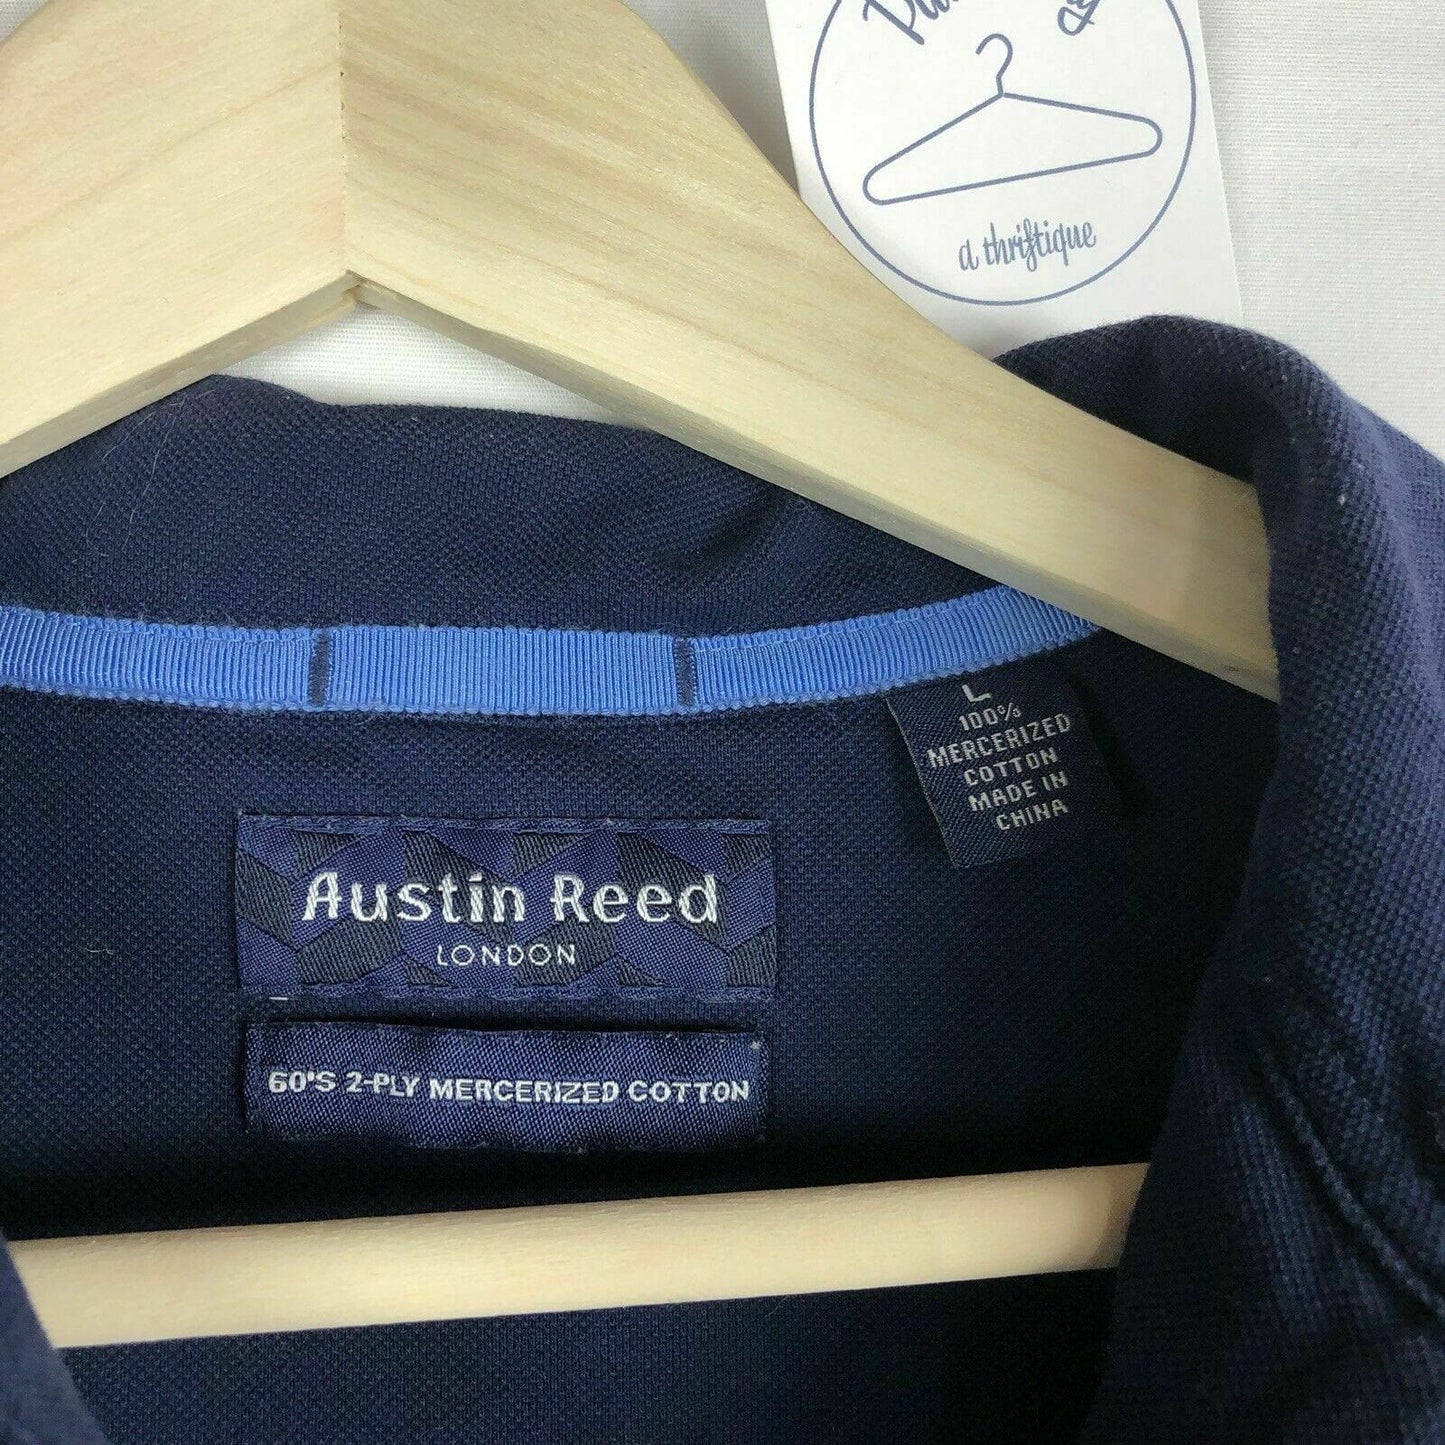 &
a thriftique
L
100%
MERCERIZED
COTTON
MADE IN
CHINA
Austin Reed
LONDON
60'S 2-PLY MERCERIZED COTTON